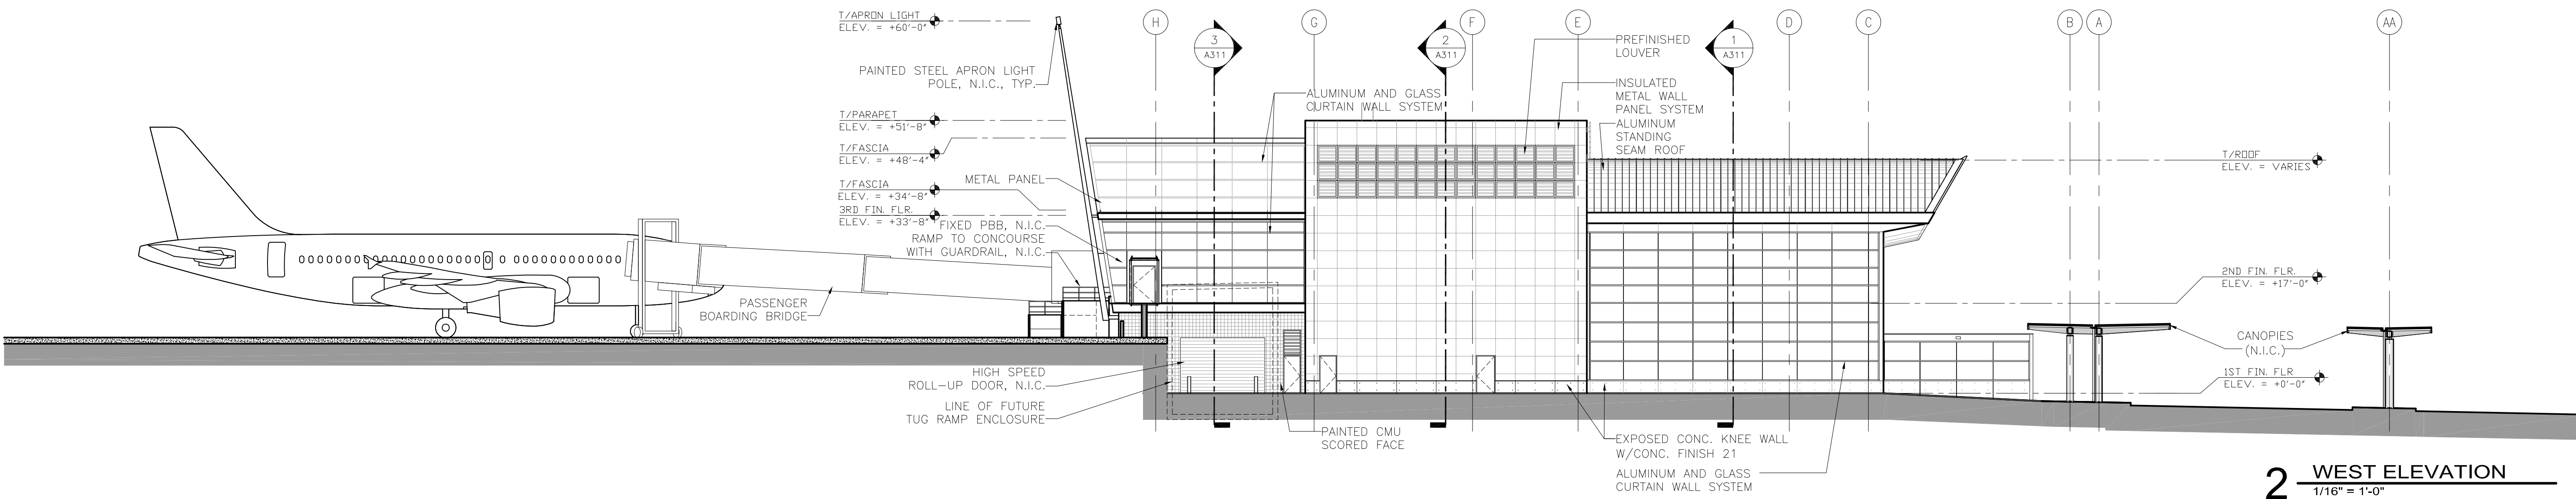 T/APRON LIGHT
ELEV. = +60'-0"
PAINTED STEEL APRON LIGHT
POLE, N.I.C., TYP.
T/PARAPET
ELEV. = +51'-8"
T/FASCIA
ELEV. = +48'-4"
T/FASCIA
ELEV. = +34'-8"
3RD FIN. FLR.
ELEV. = +33'-8"
METAL PANEL
FIXED PBB, N.I.C.
RAMP TO CONCOURSE
WITH GUARDRAIL, N.I.C.
PASSENGER
BOARDING BRIDGE
HIGH SPEED
ROLL-UP DOOR, N.I.C.
LINE OF FUTURE
TUG RAMP ENCLOSURE
H
3
A311
G
2
A311
F
E
1
A311
D
C
B
A
AA
ALUMINUM AND GLASS
CURTAIN WALL SYSTEM
PREFINISHED
LOUVER
INSULATED
METAL WALL
PANEL SYSTEM
ALUMINUM
STANDING
SEAM ROOF
PAINTED CMU
SCORED FACE
EXPOSED CONC. KNEE WALL
W/CONC. FINISH 21
ALUMINUM AND GLASS
CURTAIN WALL SYSTEM
T/ROOF
ELEV. = VARIES
2ND FIN. FLR.
ELEV. = +17'-0"
CANOPIES
(N.I.C.)
1ST FIN. FLR
ELEV. = +0'-0"
2 WEST ELEVATION
1/16" = 1'-0"